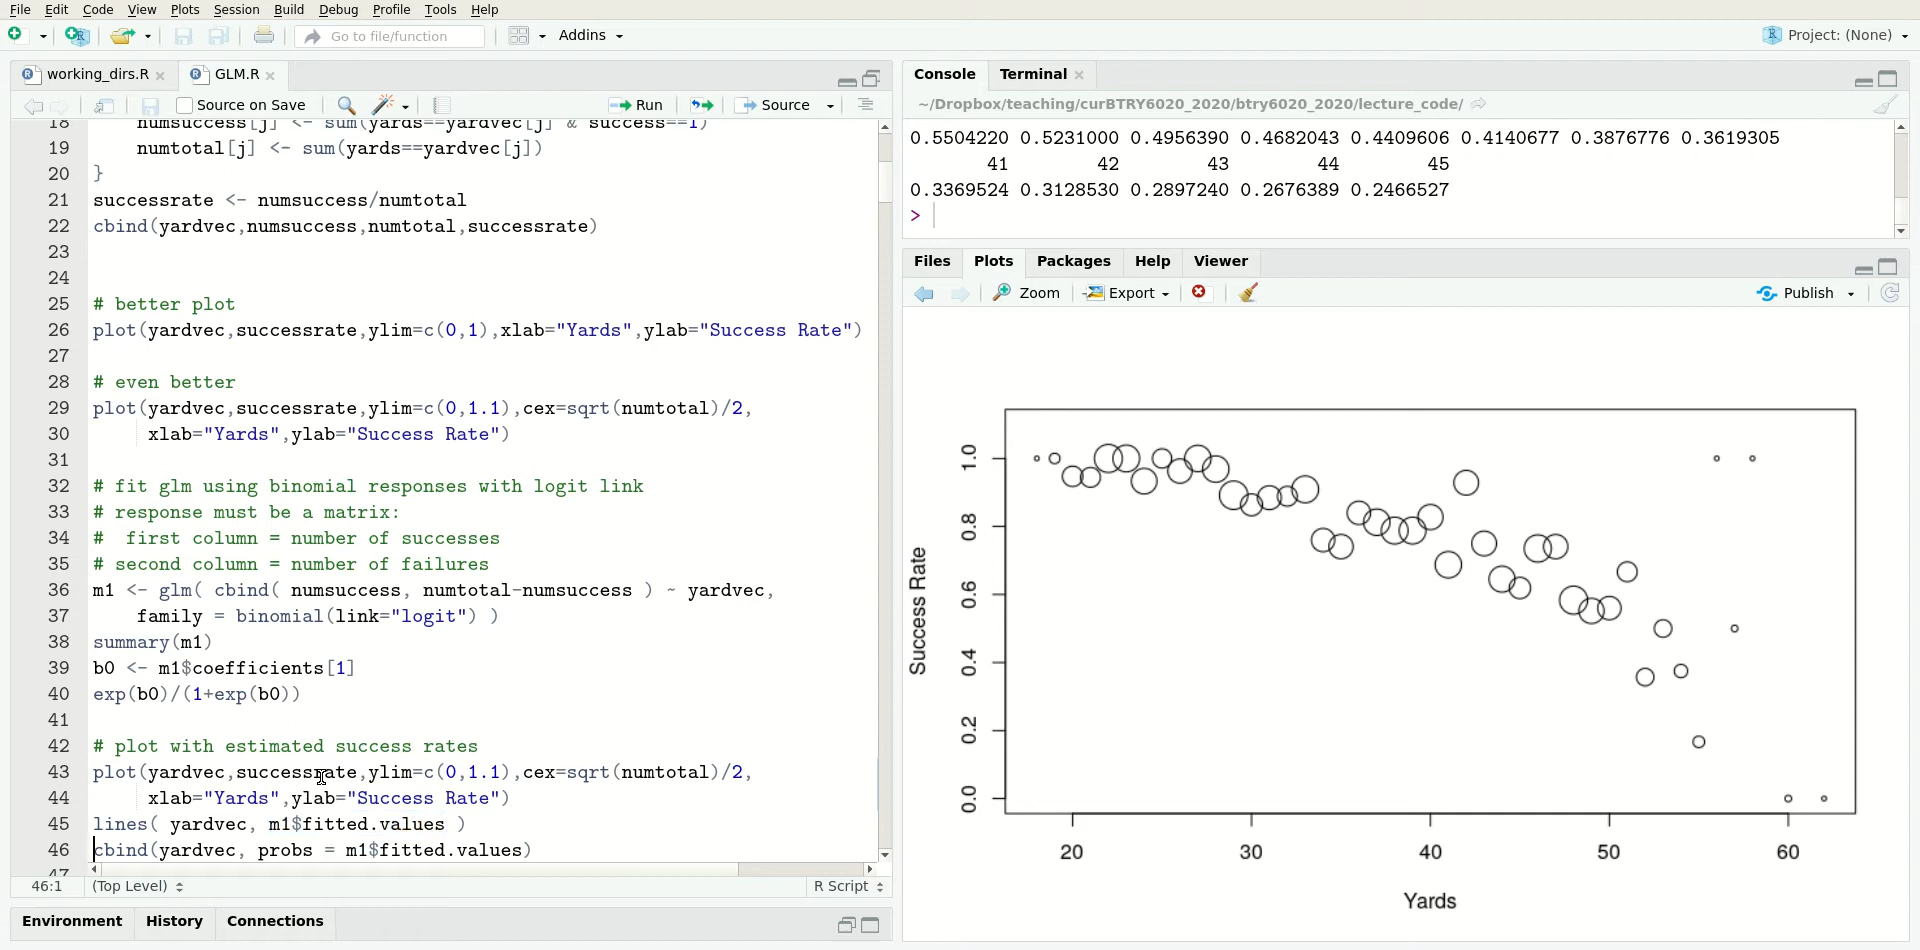 File Edit Code View Plots Session Build Debug Profile Tools Help
Go to file/function Addins Project: (None)
working_dirs.R GLM.R
Source on Save Run Source
18 numsuccess[j] <- sum(yards==yardvec[j] & success==1)
19 numtotal[j] <- sum(yards==yardvec[j])
20 }
21 successrate <- numsuccess/numtotal
22 cbind(yardvec,numsuccess,numtotal,successrate)
23
24
25 # better plot
26 plot(yardvec,successrate,ylim=c(0,1),xlab="Yards",ylab="Success Rate")
27
28 # even better
29 plot(yardvec,successrate,ylim=c(0,1.1),cex=sqrt(numtotal)/2,
30 xlab="Yards",ylab="Success Rate")
31
32 # fit glm using binomial responses with logit link
33 # response must be a matrix:
34 #  first column = number of successes
35 # second column = number of failures
36 m1 <- glm( cbind( numsuccess, numtotal-numsuccess ) ~ yardvec,
37 family = binomial(link="logit") )
38 summary(m1)
39 b0 <- m1$coefficients[1]
40 exp(b0)/(1+exp(b0))
41
42 # plot with estimated success rates
43 plot(yardvec,successrate,ylim=c(0,1.1),cex=sqrt(numtotal)/2,
44 xlab="Yards",ylab="Success Rate")
45 lines( yardvec, m1$fitted.values )
46 cbind(yardvec, probs = m1$fitted.values)
47
46:1 (Top Level) R Script
Environment History Connections
Console Terminal
~/Dropbox/teaching/curBTRY6020_2020/btry6020_2020/lecture_code/
0.5504220 0.5231000 0.4956390 0.4682043 0.4409606 0.4140677 0.3876776 0.3619305
41 42 43 44 45
0.3369524 0.3128530 0.2897240 0.2676389 0.2466527
>
Files Plots Packages Help Viewer
Zoom Export Publish
Success Rate
1.0
0.8
0.6
0.4
0.2
0.0
20 30 40 50 60
Yards